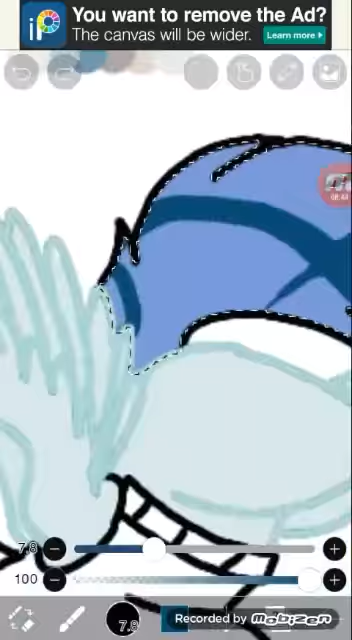 iP
You want to remove the Ad?
The canvas will be wider.
Learn more
7.8
100
7.8
Recorded by Mobizen